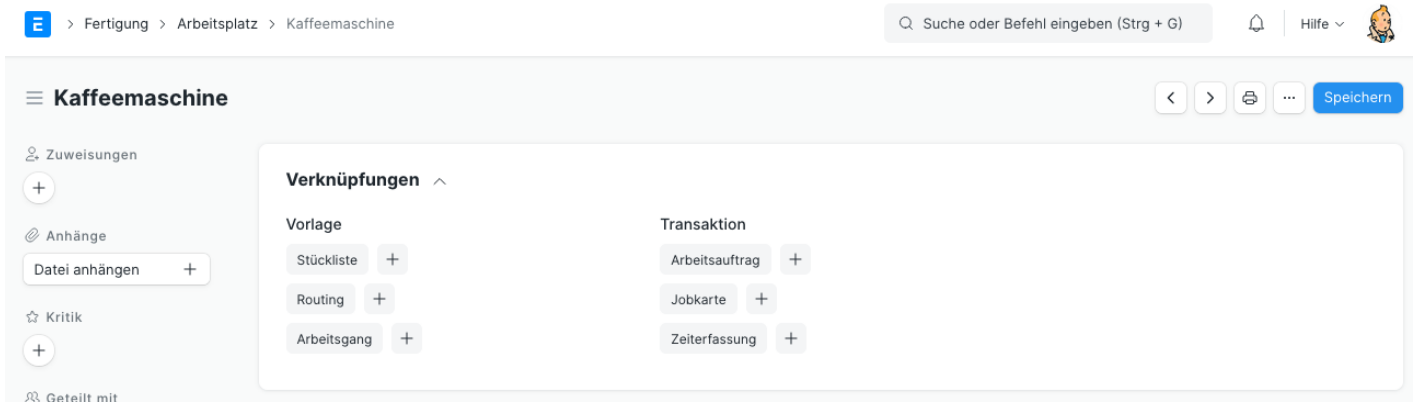 E > Fertigung > Arbeitsplatz > Kaffeemaschine
Suche oder Befehl eingeben (Strg + G)
Hilfe
Kaffeemaschine
Speichern
Zuweisungen
Anhänge
Datei anhängen
Kritik
Geteilt mit
Verknüpfungen
Vorlage
Stückliste
Routing
Arbeitsgang
Transaktion
Arbeitsauftrag
Jobkarte
Zeiterfassung